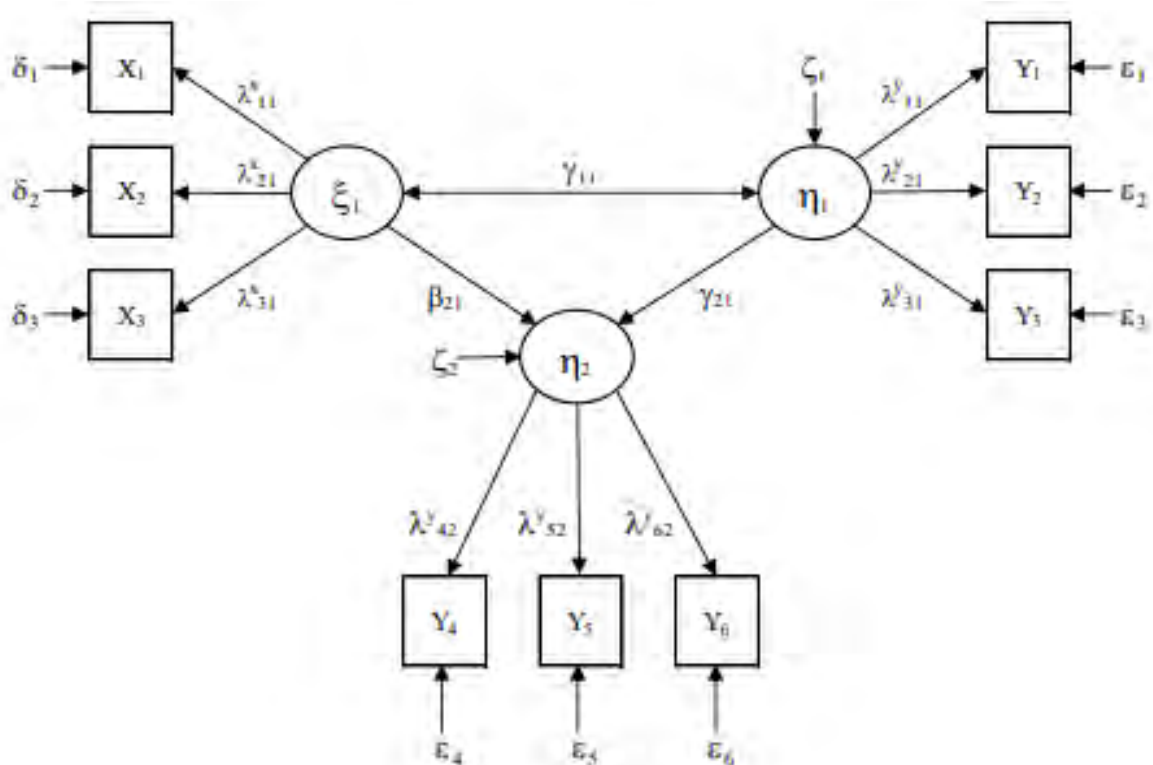 δ₁ X₁ λˣ₁₁ ζ₁ λʸ₁₁ Y₁ ε₁
δ₂ X₂ λˣ₂₁ ξ₁ γ₁₁ η₁ λʸ₂₁ Y₂ ε₂
δ₃ X₃ λˣ₃₁ β₂₁ γ₂₁ λʸ₃₁ Y₃ ε₃
ζ₂ η₂
λʸ₄₂ λʸ₅₂ λʸ₆₂
Y₄ Y₅ Y₆
ε₄ ε₅ ε₆